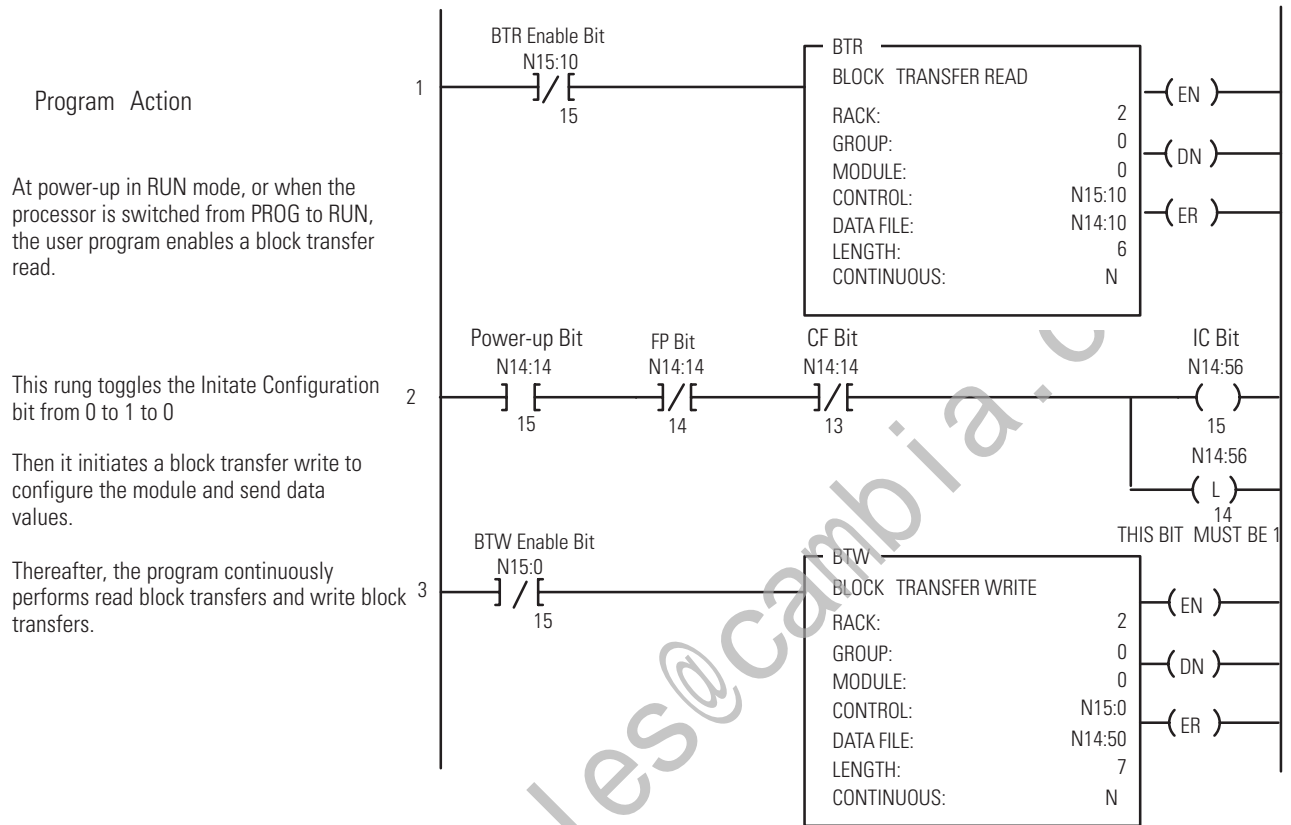 Program Action
At power-up in RUN mode, or when the
processor is switched from PROG to RUN,
the user program enables a block transfer
read.
This rung toggles the Initate Configuration
bit from 0 to 1 to 0
Then it initiates a block transfer write to
configure the module and send data
values.
Thereafter, the program continuously
performs read block transfers and write block
transfers.
1
BTR Enable Bit
N15:10
15
BTR
BLOCK TRANSFER READ
RACK: 2
GROUP: 0
MODULE: 0
CONTROL: N15:10
DATA FILE: N14:10
LENGTH: 6
CONTINUOUS: N
EN
DN
ER
2
Power-up Bit
N14:14
15
FP Bit
N14:14
14
CF Bit
N14:14
13
IC Bit
N14:56
15
N14:56
L
14
THIS BIT MUST BE 1
3
BTW Enable Bit
N15:0
15
BTW
BLOCK TRANSFER WRITE
RACK: 2
GROUP: 0
MODULE: 0
CONTROL: N15:0
DATA FILE: N14:50
LENGTH: 7
CONTINUOUS: N
EN
DN
ER
les@cambia.c